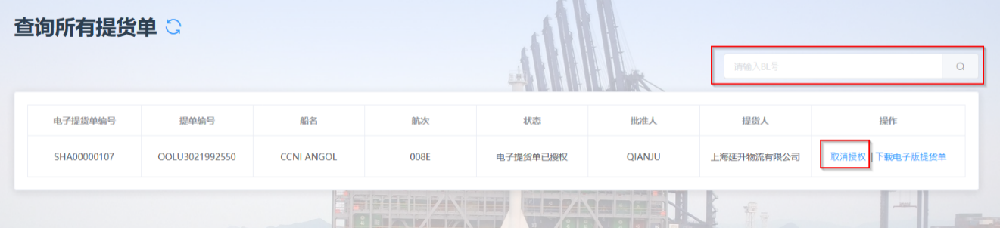 查询所有提货单
请输入BL号
电子提货单编号 提单编号 船名 航次 状态 批准人 提货人 操作
SHA00000107 OOLU3021992550 CCNI ANGOL 008E 电子提货单已授权 QIANJU 上海延升物流有限公司 取消授权 | 下载电子版提货单